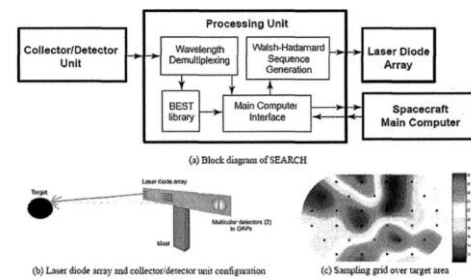 Processing Unit
Collector/Detector
Unit
Wavelength
Demultiplexing
Walsh-Hadamard
Sequence
Generation
Laser Diode
Array
BEST
library
Main Computer
Interface
Spacecraft
Main Computer
(a) Block diagram of SEARCH
Laser diode array
Target
Multicolor detectors (2)
in OAPs
Mast
(b) Laser diode array and collector/detector unit configuration
(c) Sampling grid over target area